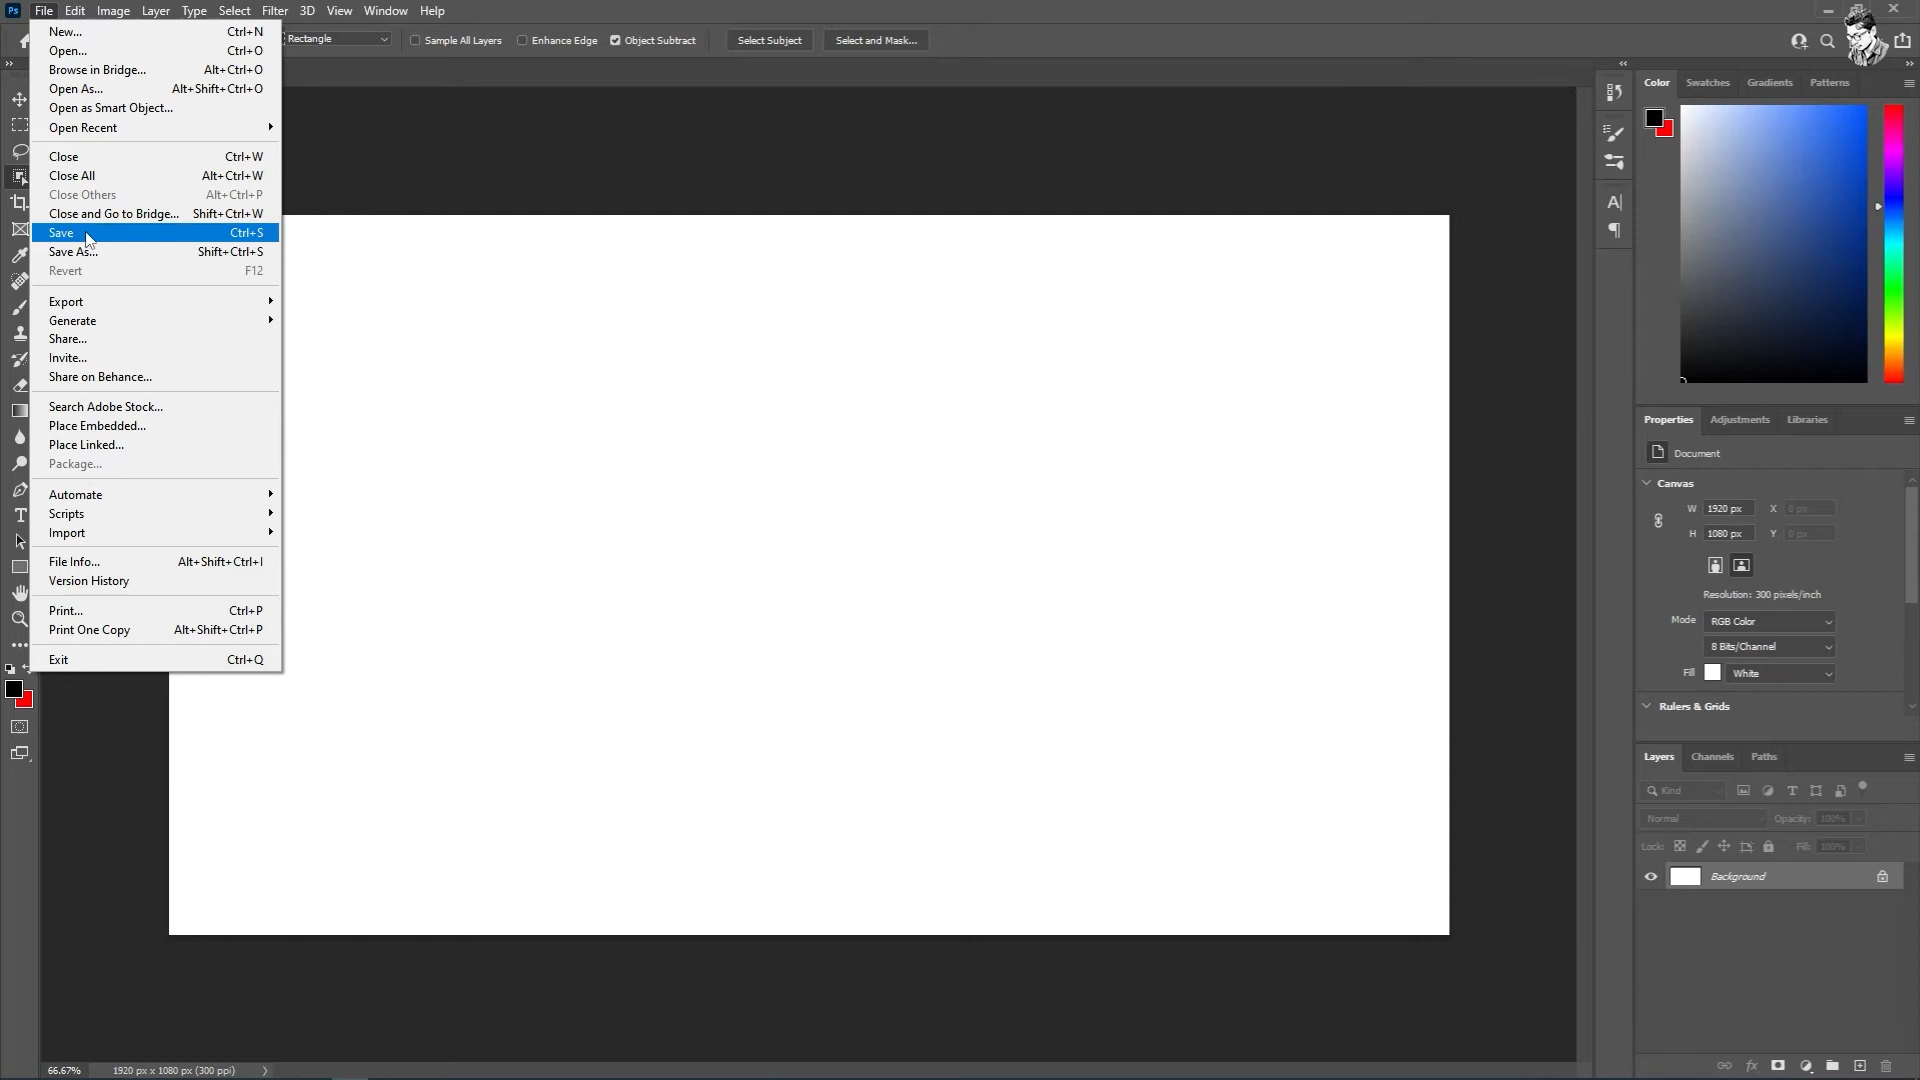 Ps File Edit Image Layer Type Select Filter 3D View Window Help
Rectangle Sample All Layers Enhance Edge Object Subtract Select Subject Select and Mask...
New... Ctrl+N
Open... Ctrl+O
Browse in Bridge... Alt+Ctrl+O
Open As... Alt+Shift+Ctrl+O
Open as Smart Object...
Open Recent
Close Ctrl+W
Close All Alt+Ctrl+W
Close Others Alt+Ctrl+P
Close and Go to Bridge... Shift+Ctrl+W
Save Ctrl+S
Save As... Shift+Ctrl+S
Revert F12
Export
Generate
Share...
Invite...
Share on Behance...
Search Adobe Stock...
Place Embedded...
Place Linked...
Package...
Automate
Scripts
Import
File Info... Alt+Shift+Ctrl+I
Version History
Print... Ctrl+P
Print One Copy Alt+Shift+Ctrl+P
Exit Ctrl+Q
Color Swatches Gradients Patterns
Properties Adjustments Libraries
Document
Canvas
W 1920 px X 0 px
H 1080 px Y 0 px
Resolution: 300 pixels/inch
Mode RGB Color
8 Bits/Channel
Fill White
Rulers & Grids
Layers Channels Paths
Kind
Normal Opacity: 100%
Lock: Fill: 100%
Background
fx
66.67% 1920 px x 1080 px (300 ppi)